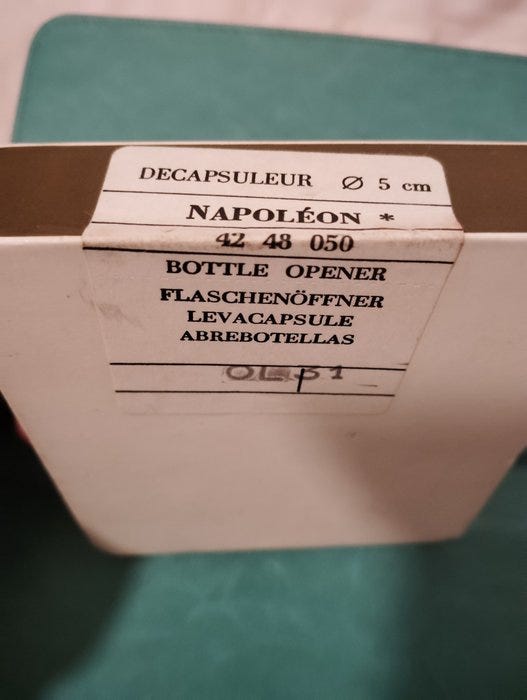 DECAPSULEUR Ø 5 cm
NAPOLÉON *
42 48 050
BOTTLE OPENER
FLASCHENÖFFNER
LEVACAPSULE
ABREBOTELLAS